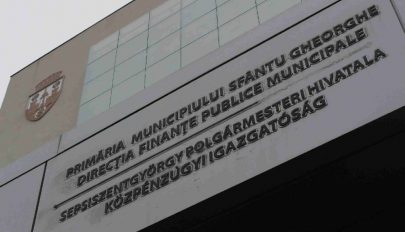 PRIMĂRIA MUNICIPIULUI SFÂNTU GHEORGHE
DIRECȚIA FINANȚE PUBLICE MUNICIPALE
SEPSISZENTGYÖRGY POLGÁRMESTERI HIVATALA
KÖZPÉNZÜGYI IGAZGATÓSÁG